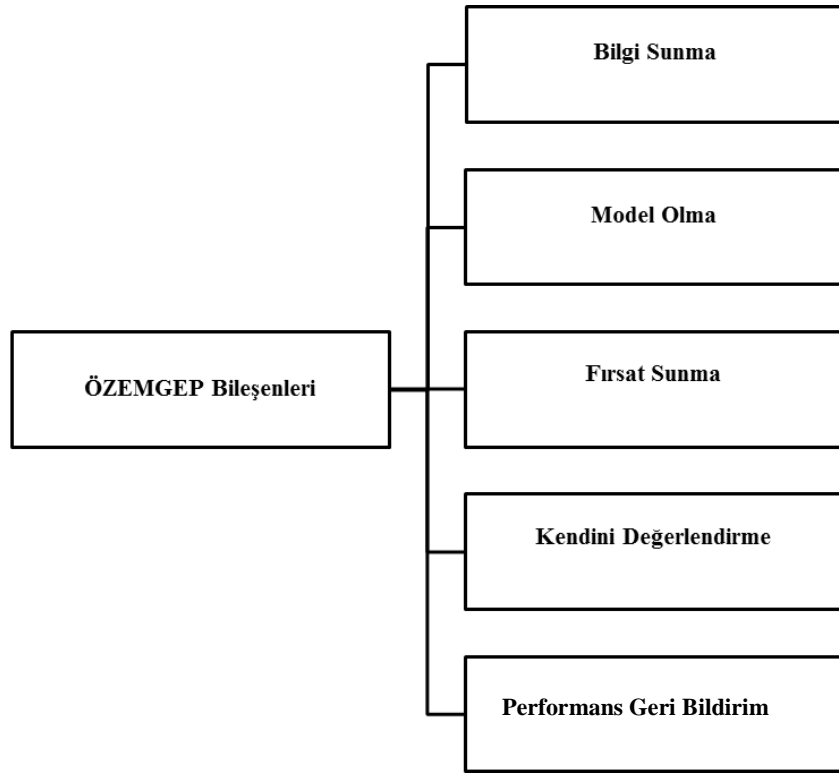 Bilgi Sunma
Model Olma
ÖZEMGEP Bileşenleri
Fırsat Sunma
Kendini Değerlendirme
Performans Geri Bildirim